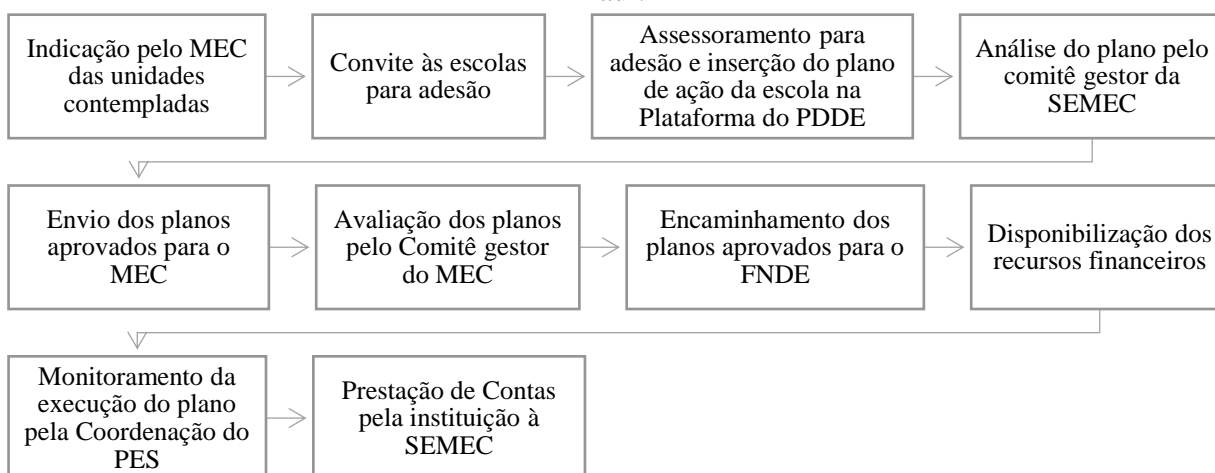 Indicação pelo MEC
das unidades
contempladas
Convite às escolas
para adesão
Assessoramento para
adesão e inserção do plano
de ação da escola na
Plataforma do PDDE
Análise do plano pelo
comitê gestor da
SEMEC
Envio dos planos
aprovados para o
MEC
Avaliação dos planos
pelo Comitê gestor
do MEC
Encaminhamento dos
planos aprovados para o
FNDE
Disponibilização dos
recursos financeiros
Monitoramento da
execução do plano
pela Coordenação do
PES
Prestação de Contas
pela instituição à
SEMEC